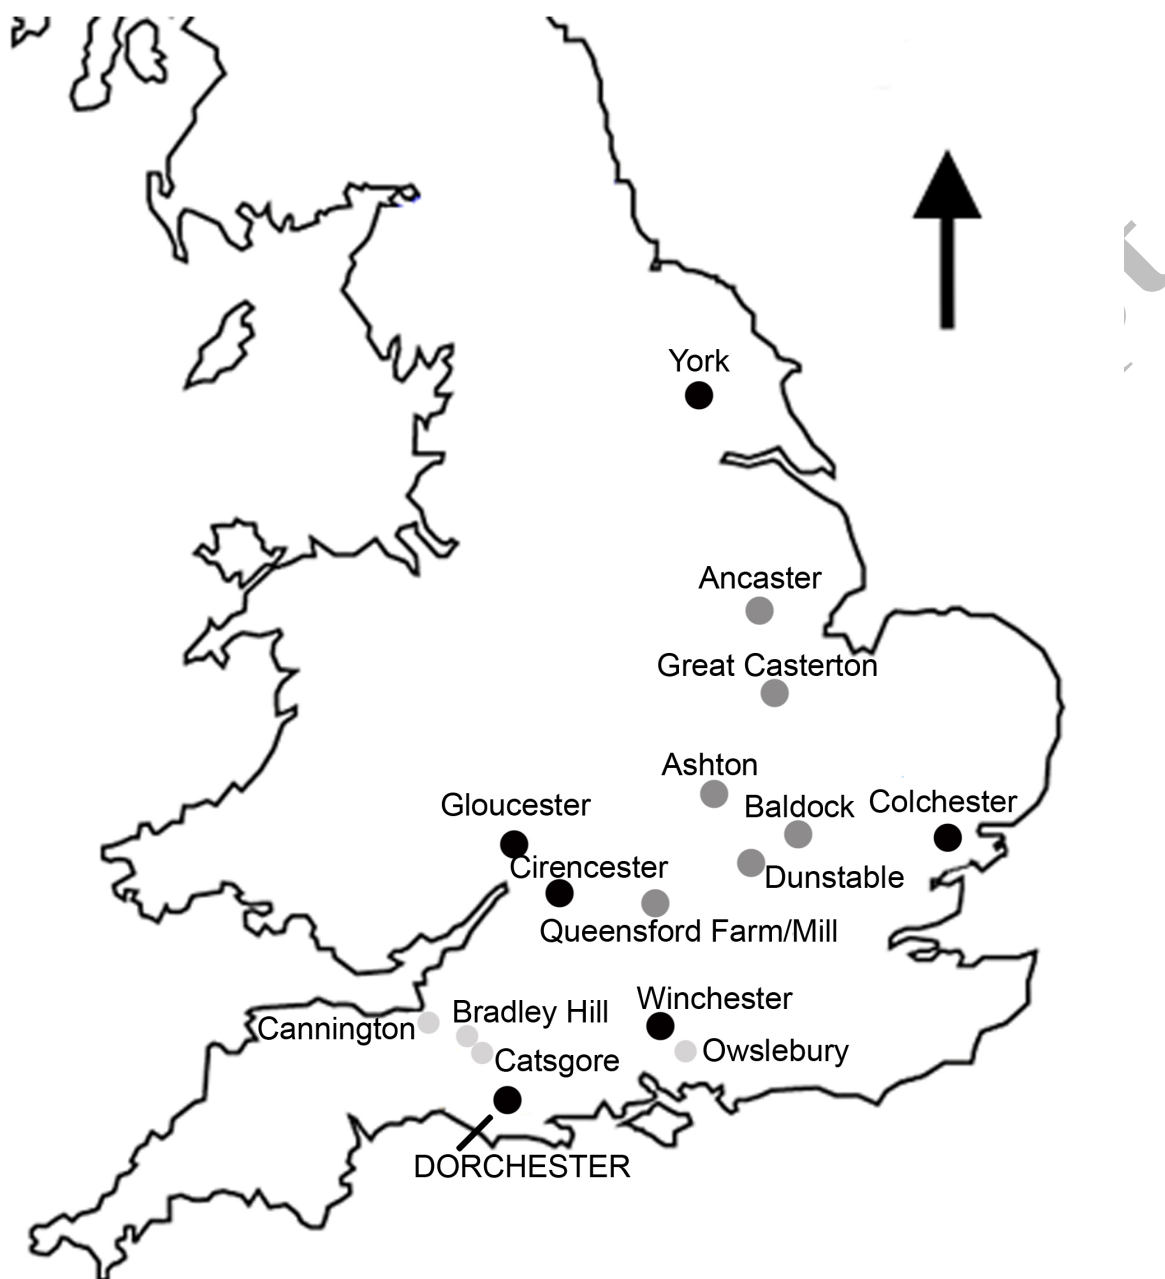 York
Ancaster
Great Casterton
Ashton
Baldock
Colchester
Gloucester
Cirencester
Dunstable
Queensford Farm/Mill
Winchester
Bradley Hill
Cannington
Owslebury
Catsgore
DORCHESTER